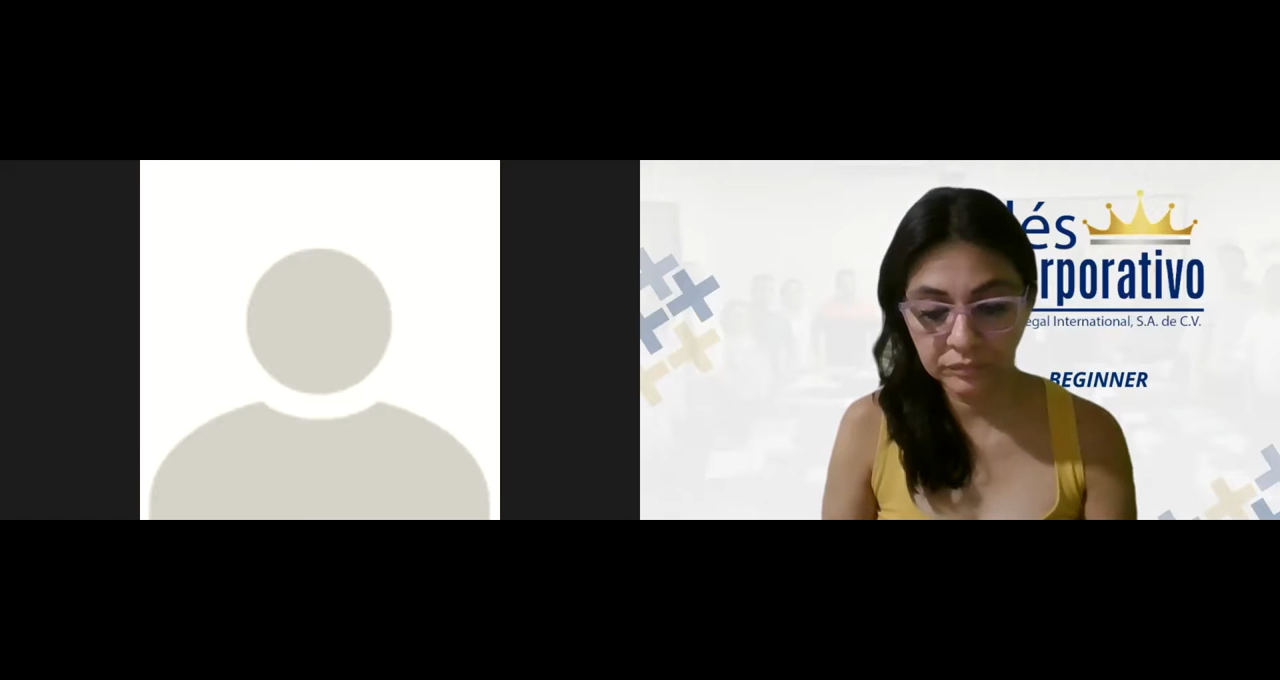 lés
rporativo
egal International, S.A. de C.V.
BEGINNER